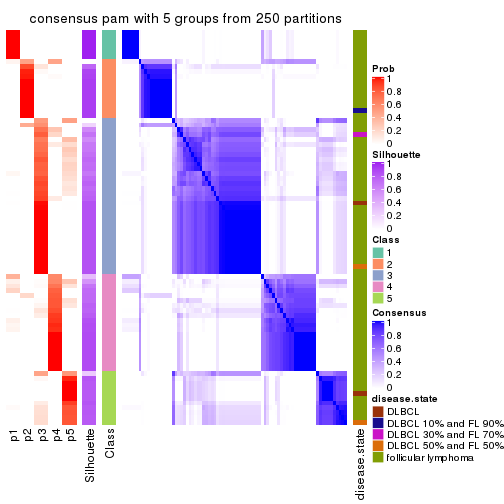 consensus pam with 5 groups from 250 partitions
Prob
1
0.8
0.6
0.4
0.2
0
Silhouette
1
0.8
0.6
0.4
0.2
0
Class
1
2
3
4
5
Consensus
1
0.8
0.6
0.4
0.2
0
disease.state
DLBCL
DLBCL 10% and FL 90%
DLBCL 30% and FL 70%
DLBCL 50% and FL 50%
follicular lymphoma
p1
p2
p3
p4
p5
Silhouette
Class
disease.state